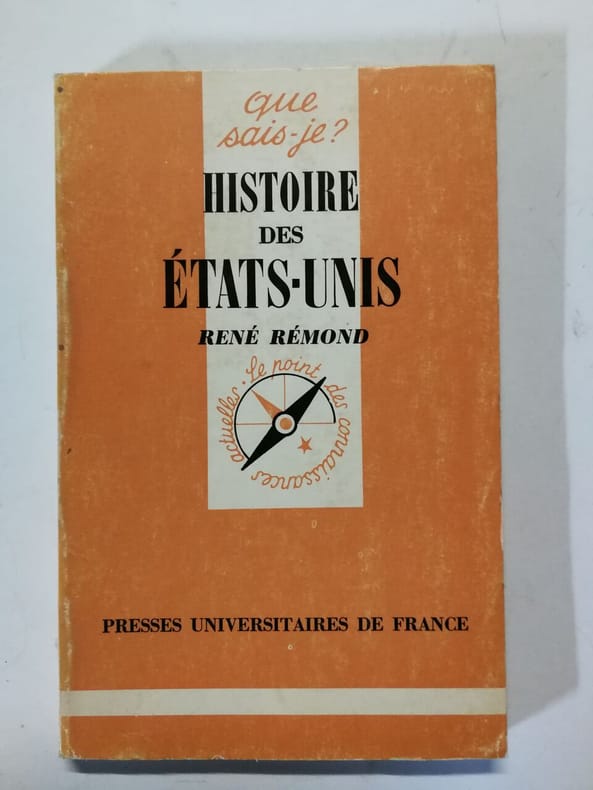 que
sais-je?
HISTOIRE
DES
ÉTATS-UNIS
RENÉ RÉMOND
Le point des connaissances actuelles.
PRESSES UNIVERSITAIRES DE FRANCE